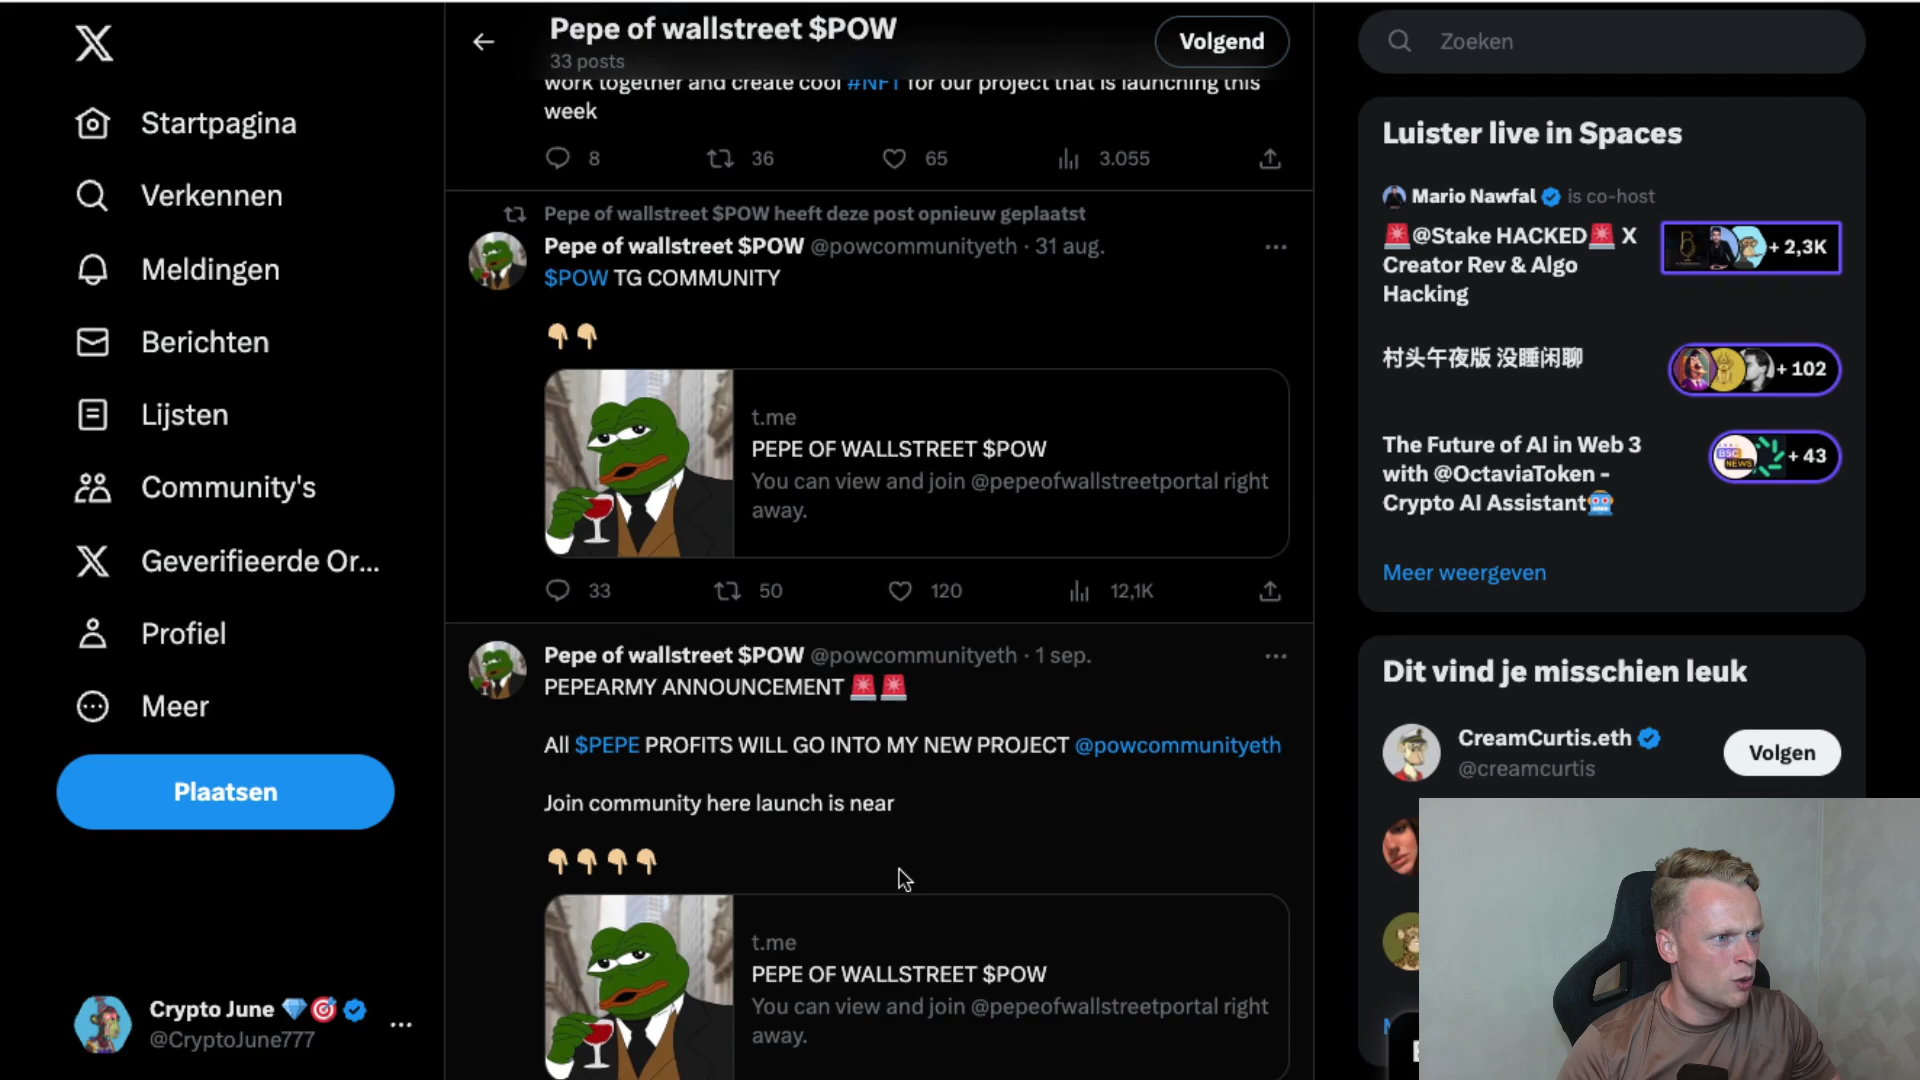 Startpagina
Verkennen
Meldingen
Berichten
Lijsten
Community's
Geverifieerde Or...
Profiel
Meer
Plaatsen
Crypto June 💎🎯
@CryptoJune777
Pepe of wallstreet $POW
33 posts
Volgend
work together and create cool #NFT for our project that is launching this
week
8 36 65 3.055
Pepe of wallstreet $POW heeft deze post opnieuw geplaatst
Pepe of wallstreet $POW @powcommunityeth · 31 aug.
$POW TG COMMUNITY
👇🏼👇🏼
t.me
PEPE OF WALLSTREET $POW
You can view and join @pepeofwallstreetportal right
away.
33 50 120 12,1K
Pepe of wallstreet $POW @powcommunityeth · 1 sep.
PEPEARMY ANNOUNCEMENT 🚨🚨
All $PEPE PROFITS WILL GO INTO MY NEW PROJECT @powcommunityeth
Join community here launch is near
👇🏼👇🏼👇🏼👇🏼
t.me
PEPE OF WALLSTREET $POW
You can view and join @pepeofwallstreetportal right
away.
Zoeken
Luister live in Spaces
Mario Nawfal is co-host
🚨@Stake HACKED🚨 X
Creator Rev & Algo
Hacking
+ 2,3K
村头午夜版 没睡闲聊
+ 102
The Future of AI in Web 3
with @OctaviaToken -
Crypto AI Assistant🤖
BSC
NEWS
+ 43
Meer weergeven
Dit vind je misschien leuk
CreamCurtis.eth
@creamcurtis
Volgen